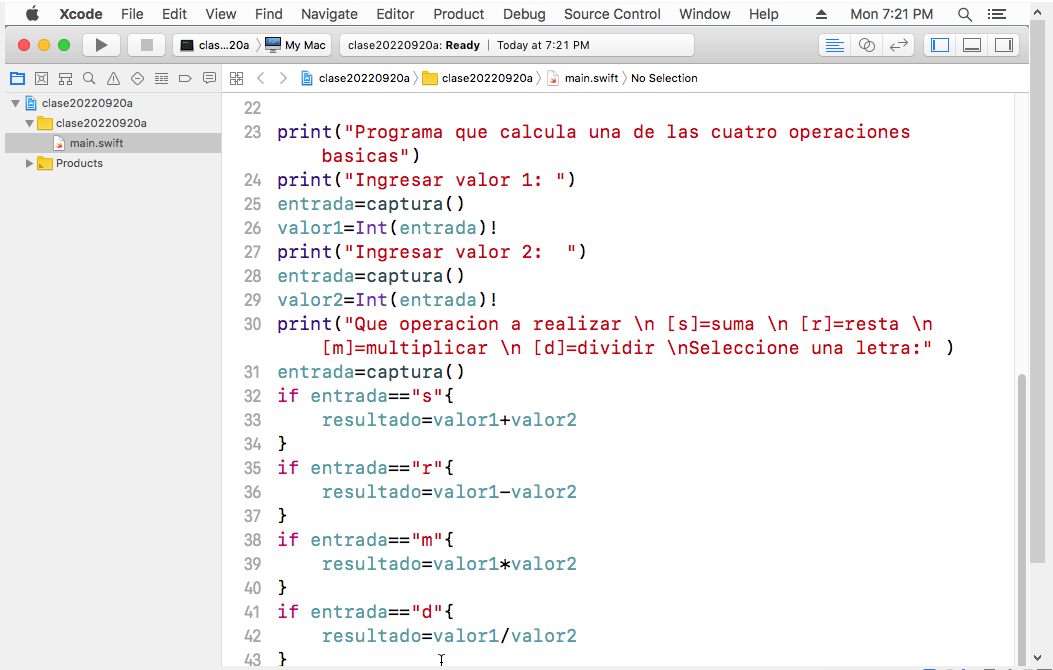 Xcode File Edit View Find Navigate Editor Product Debug Source Control Window Help Mon 7:21 PM
clas...20a 〉 My Mac clase20220920a: Ready | Today at 7:21 PM
clase20220920a 〉 clase20220920a 〉 main.swift 〉 No Selection
clase20220920a
clase20220920a
main.swift
Products
22
23 print("Programa que calcula una de las cuatro operaciones
basicas")
24 print("Ingresar valor 1: ")
25 entrada=captura()
26 valor1=Int(entrada)!
27 print("Ingresar valor 2:  ")
28 entrada=captura()
29 valor2=Int(entrada)!
30 print("Que operacion a realizar \n [s]=suma \n [r]=resta \n
[m]=multiplicar \n [d]=dividir \nSeleccione una letra:" )
31 entrada=captura()
32 if entrada=="s"{
33     resultado=valor1+valor2
34 }
35 if entrada=="r"{
36     resultado=valor1-valor2
37 }
38 if entrada=="m"{
39     resultado=valor1*valor2
40 }
41 if entrada=="d"{
42     resultado=valor1/valor2
43 }